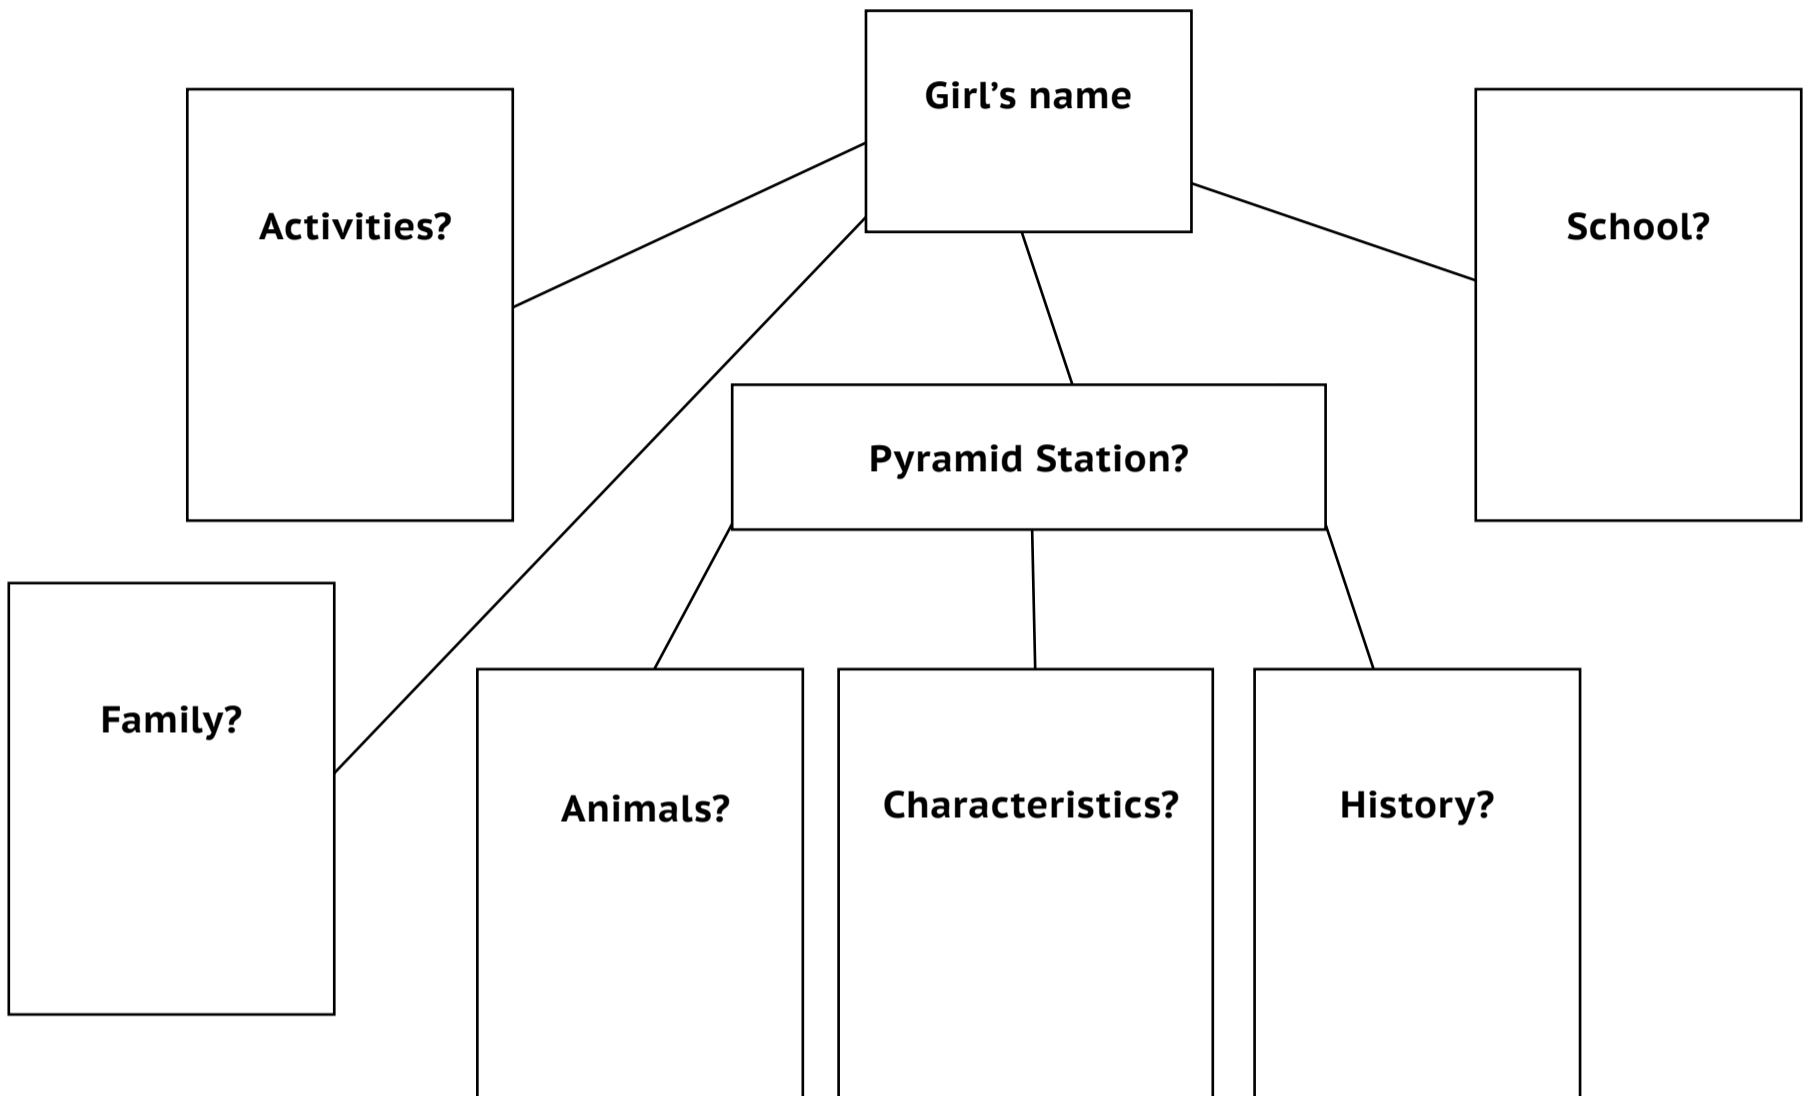 Girl’s name
Activities?
School?
Pyramid Station?
Family?
Animals?
Characteristics?
History?